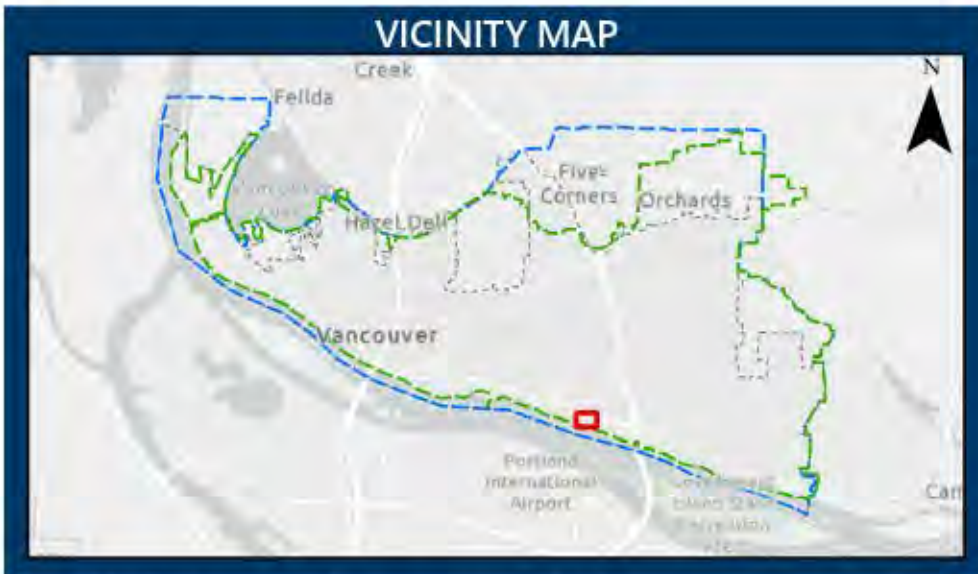 VICINITY MAP
Creek
N
Felida
Five-
Corners
Orchards
Hazel Dell
Vancouver
Portland
International
Airport